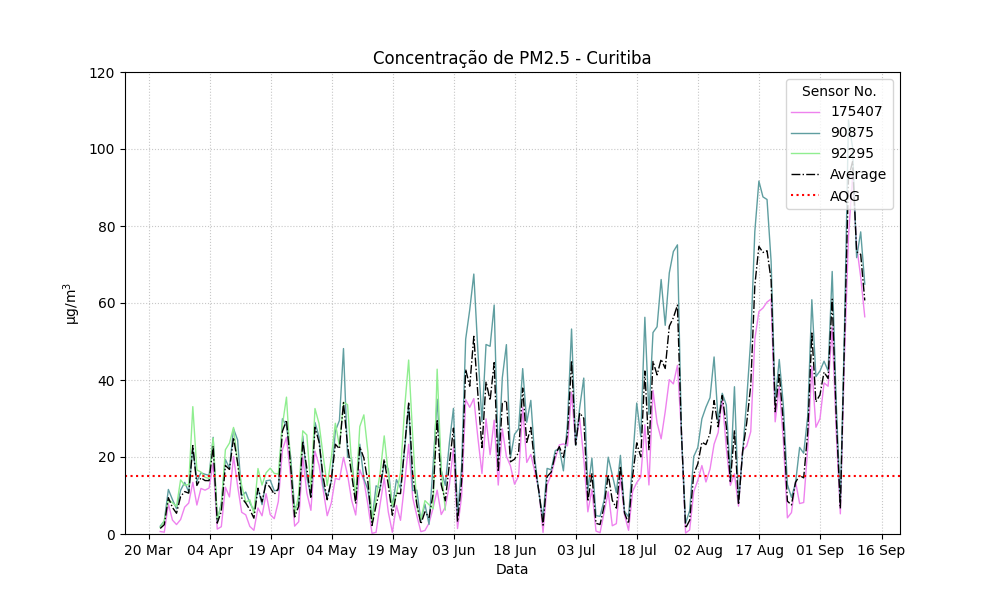 Concentração de PM2.5 - Curitiba
120
100
80
60
40
20
0
µg/m³
Sensor No.
175407
90875
92295
Average
AQG
20 Mar 04 Apr 19 Apr 04 May 19 May 03 Jun 18 Jun 03 Jul 18 Jul 02 Aug 17 Aug 01 Sep 16 Sep
Data